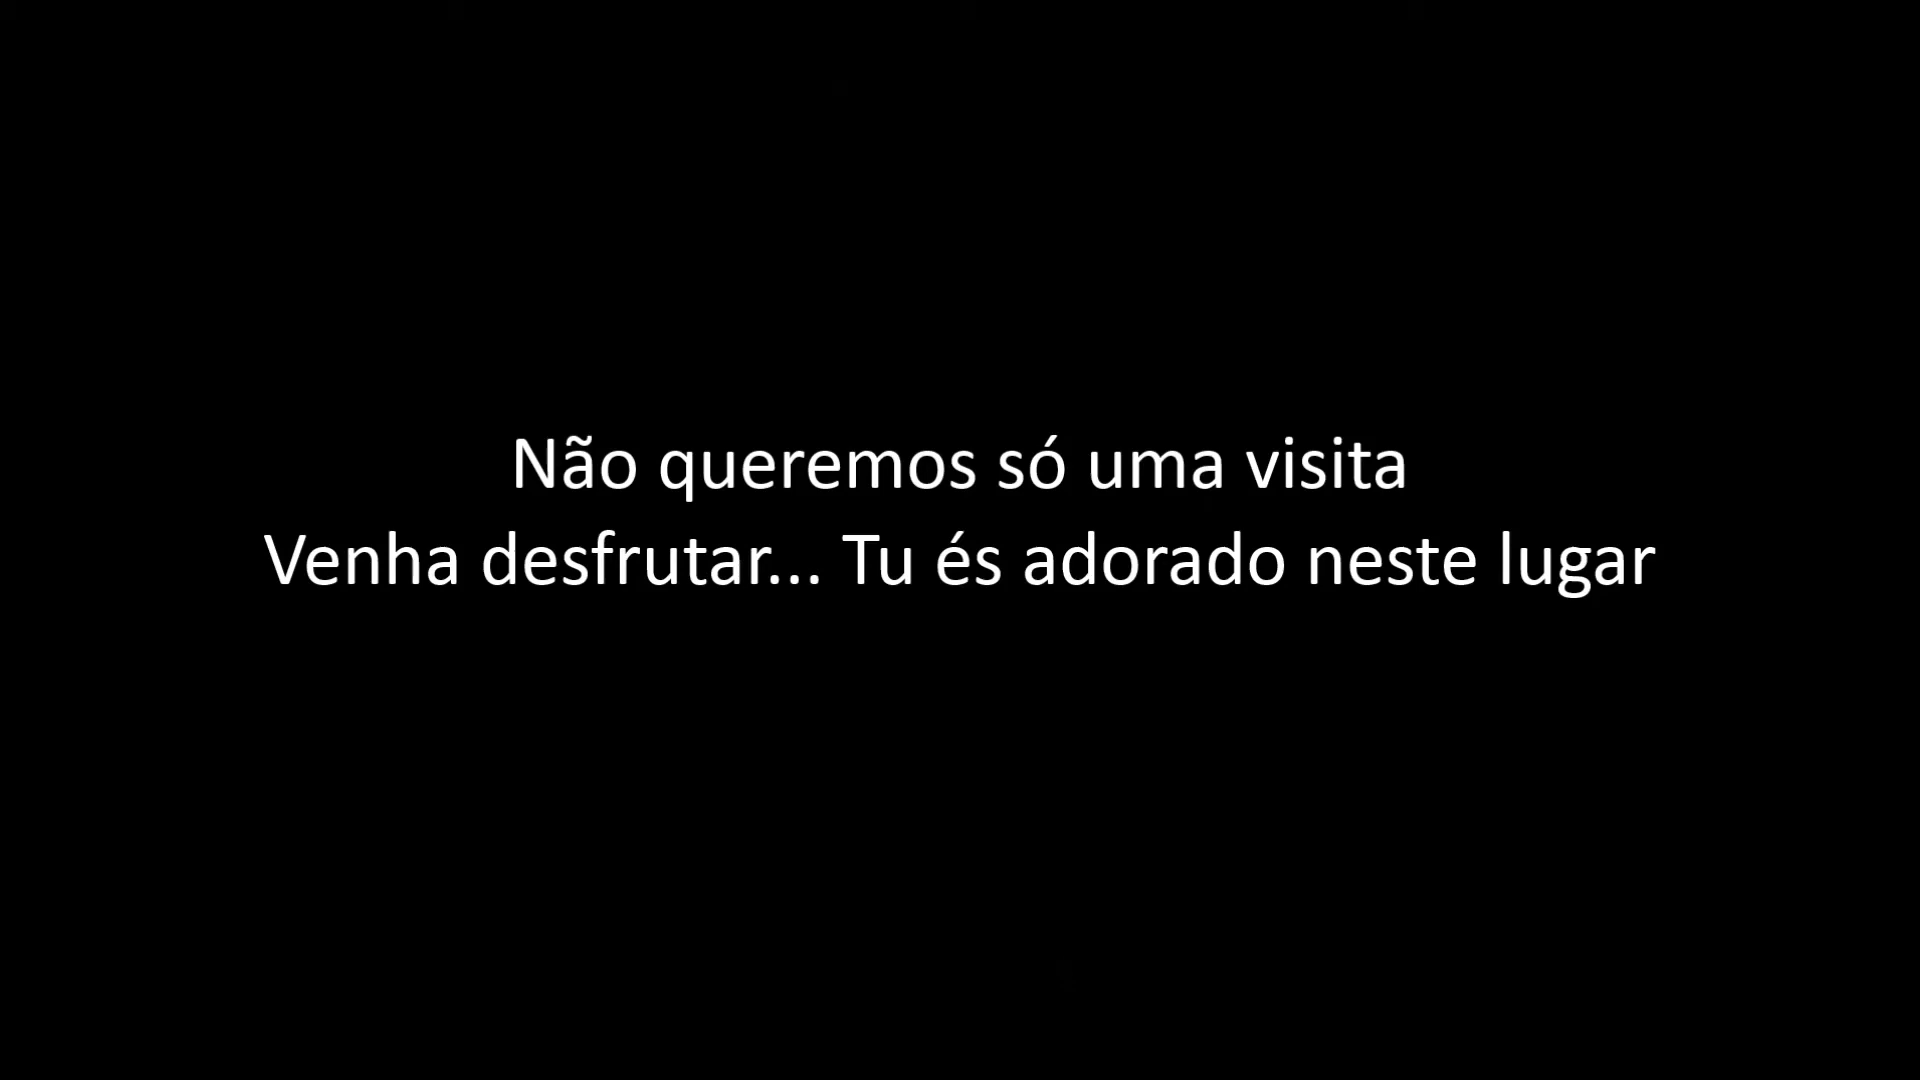 Não queremos só uma visita
Venha desfrutar... Tu és adorado neste lugar